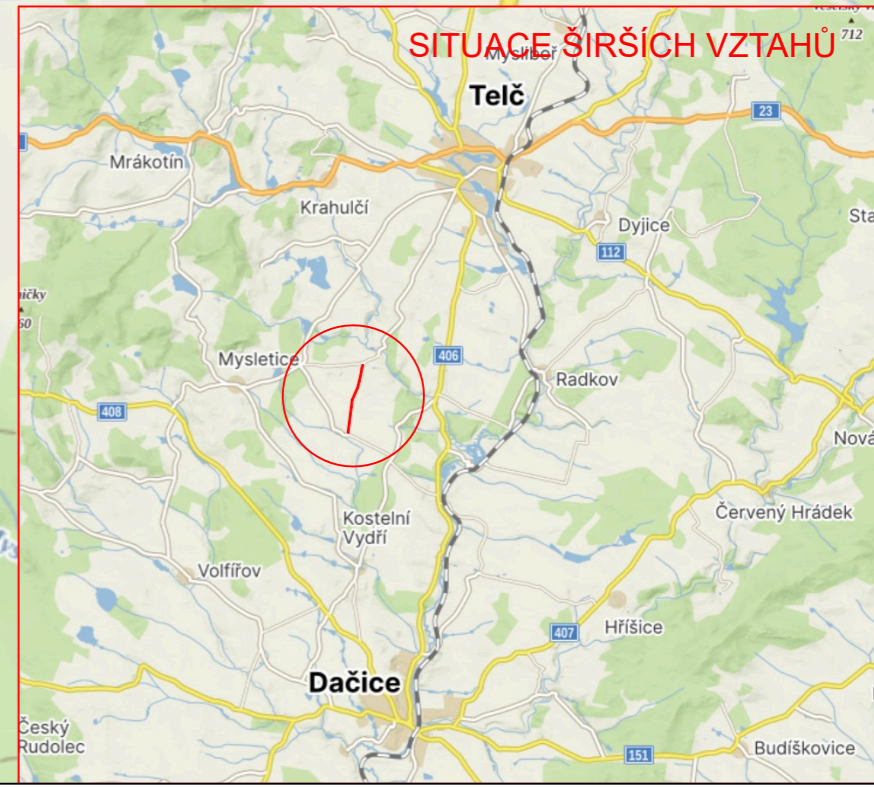 712
SITUACE ŠIRŠÍCH VZTAHŮ
Mysliboř
Telč
23
Mrákotín
Krahulčí
Dyjice
Sta
112
60
406
Mysletice
Radkov
408
Nová
Červený Hrádek
Kostelní
Vydří
Volfířov
407
Hříšice
Dačice
Český
Rudolec
151
Budíškovice